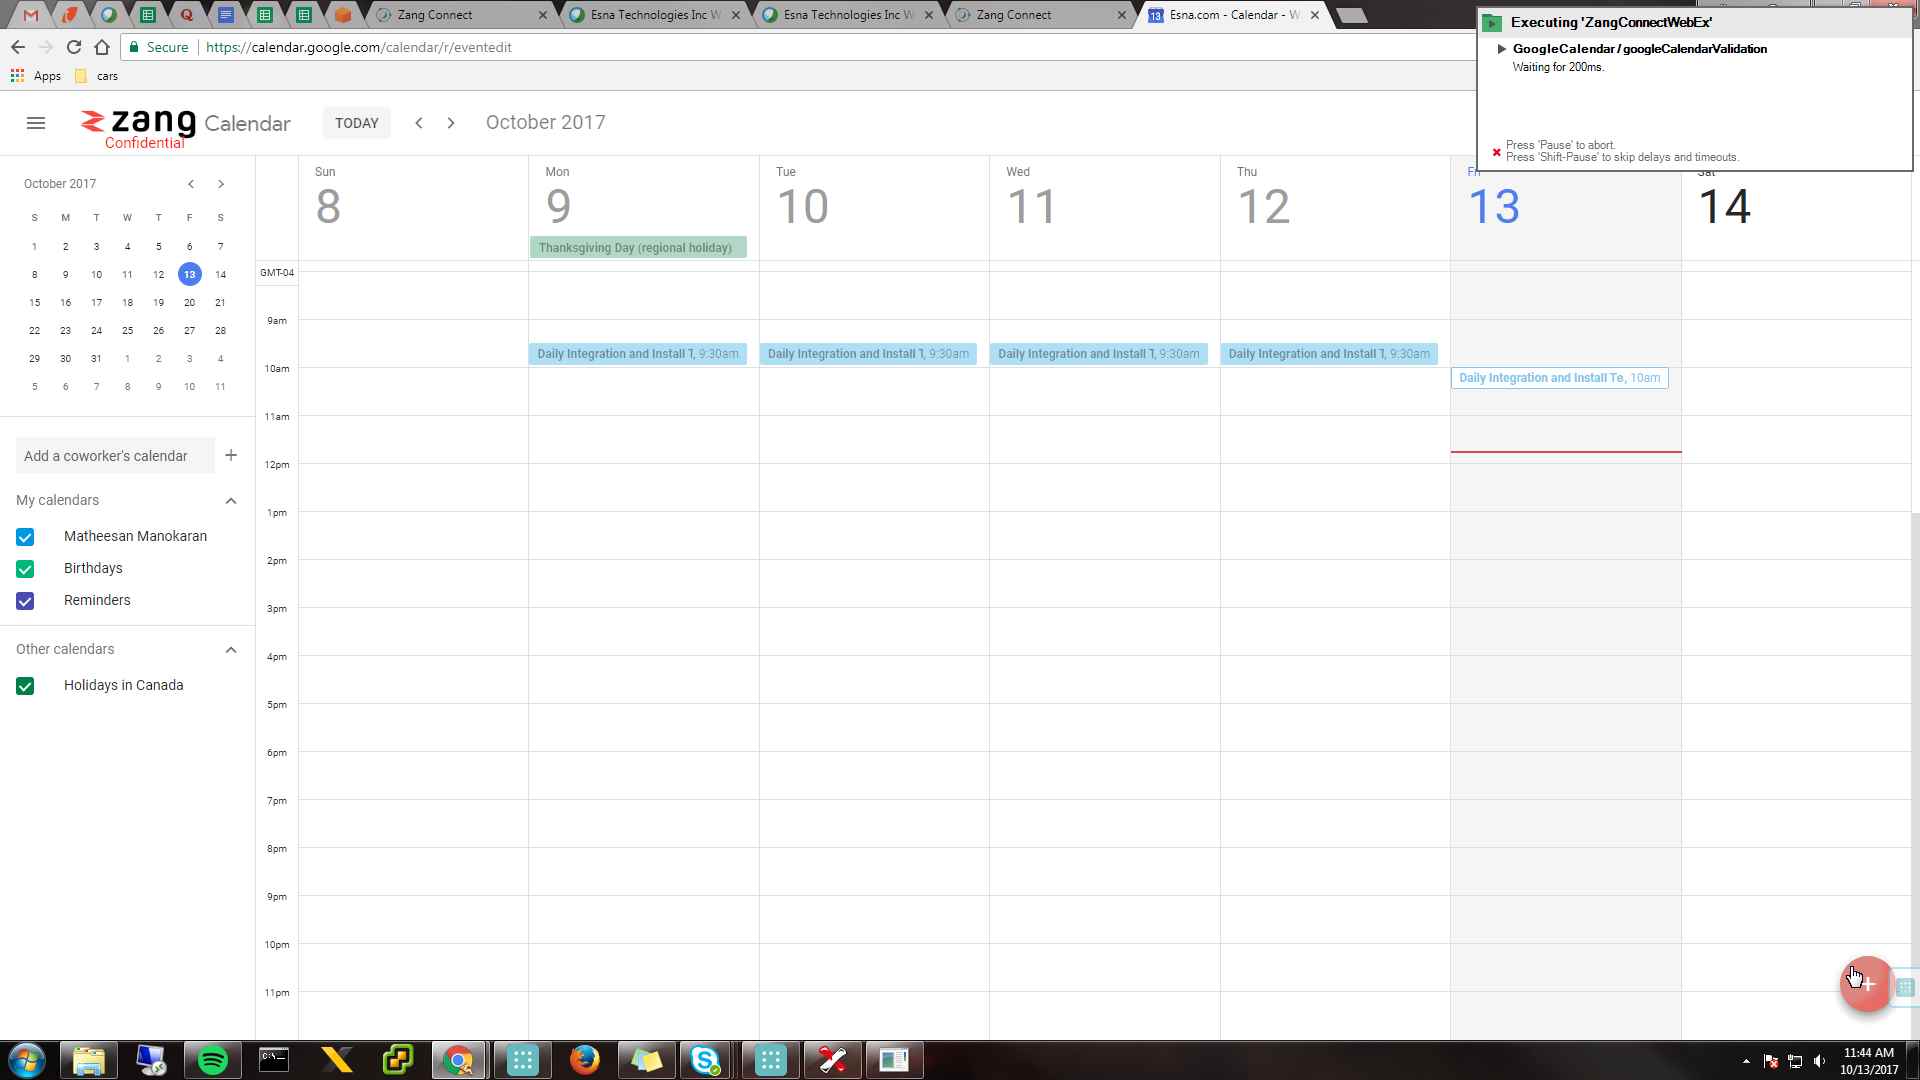 Zang Connect
Esna Technologies Inc W
Esna Technologies Inc W
Zang Connect
13 Esna.com - Calendar - W
Secure https://calendar.google.com/calendar/r/eventedit
Apps cars
Executing 'ZangConnectWebEx'
GoogleCalendar / googleCalendarValidation
Waiting for 200ms.
Press 'Pause' to abort.
Press 'Shift-Pause' to skip delays and timeouts.
zang Calendar
Confidential
TODAY
October 2017
October 2017
S M T W T F S
1 2 3 4 5 6 7
8 9 10 11 12 13 14
15 16 17 18 19 20 21
22 23 24 25 26 27 28
29 30 31 1 2 3 4
5 6 7 8 9 10 11
Add a coworker's calendar
My calendars
Matheesan Manokaran
Birthdays
Reminders
Other calendars
Holidays in Canada
Sun Mon Tue Wed Thu Fri Sat
8 9 10 11 12 13 14
Thanksgiving Day (regional holiday)
GMT-04
9am
Daily Integration and Install T, 9:30am
Daily Integration and Install T, 9:30am
Daily Integration and Install T, 9:30am
Daily Integration and Install T, 9:30am
10am
Daily Integration and Install Te, 10am
11am
12pm
1pm
2pm
3pm
4pm
5pm
6pm
7pm
8pm
9pm
10pm
11pm
C:\_
11:44 AM
10/13/2017